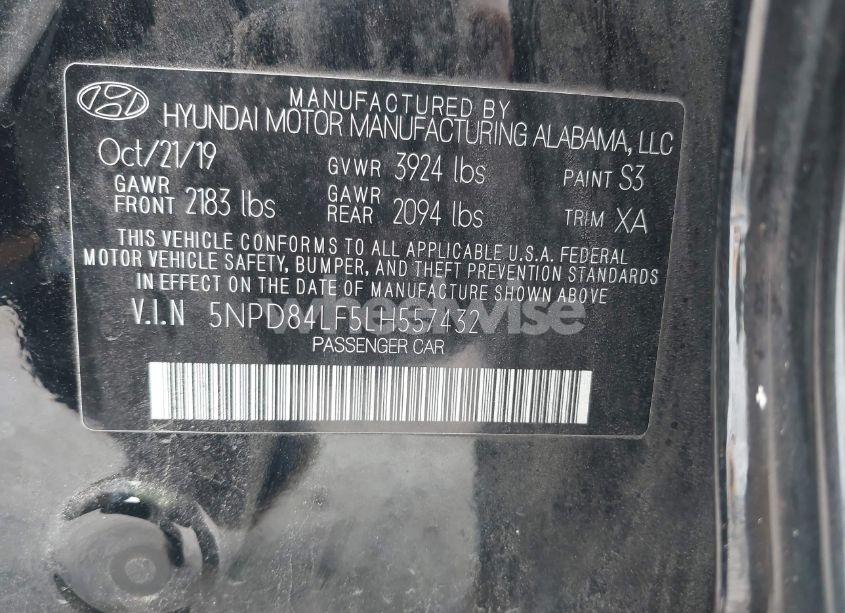 MANUFACTURED BY
HYUNDAI MOTOR MANUFACTURING ALABAMA, LLC
Oct/21/19 GVWR 3924 lbs PAINT S3
GAWR FRONT 2183 lbs GAWR REAR 2094 lbs TRIM XA
THIS VEHICLE CONFORMS TO ALL APPLICABLE U.S.A. FEDERAL
MOTOR VEHICLE SAFETY, BUMPER, AND THEFT PREVENTION STANDARDS
IN EFFECT ON THE DATE OF MANUFACTURE SHOWN ABOVE
V.I.N 5NPD84LF5LH557432
wheelwise
PASSENGER CAR